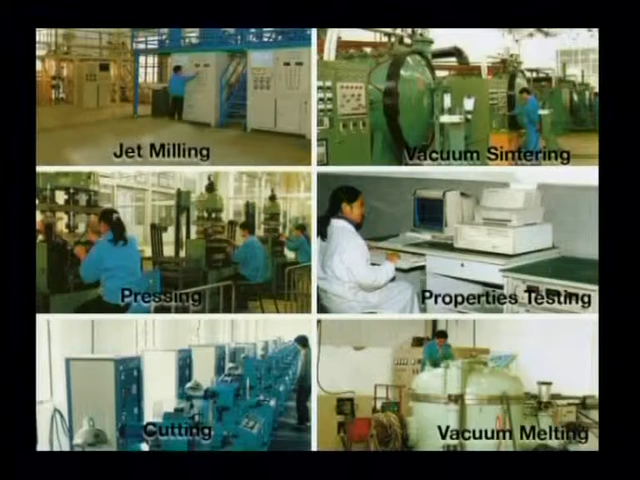 Jet Milling
Vacuum Sintering
Pressing
Properties Testing
Cutting
Vacuum Melting